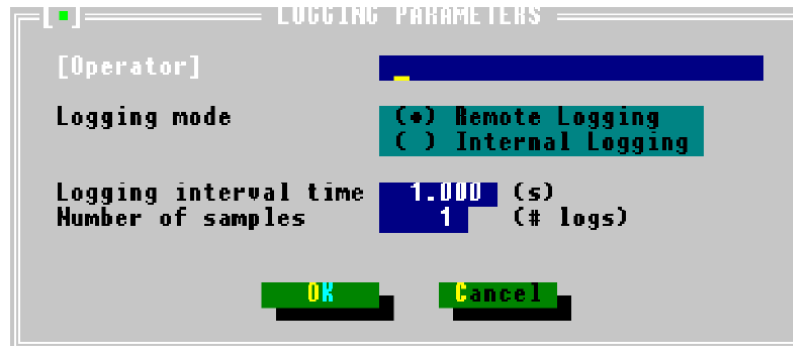 [▪] LOGGING PARAMETERS
[Operator] _
Logging mode (•) Remote Logging
( ) Internal Logging
Logging interval time 1.000 (s)
Number of samples 1 (# logs)
OK Cancel